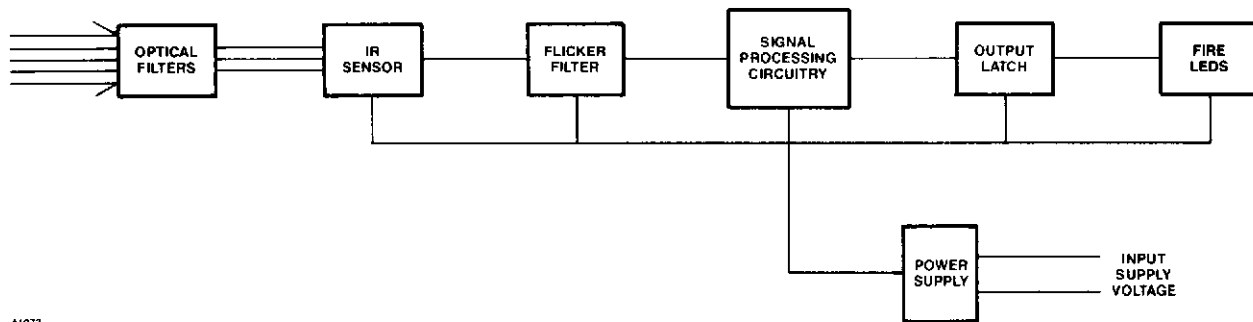 OPTICAL
FILTERS
IR
SENSOR
FLICKER
FILTER
SIGNAL
PROCESSING
CIRCUITRY
OUTPUT
LATCH
FIRE
LEDS
POWER
SUPPLY
INPUT
SUPPLY
VOLTAGE